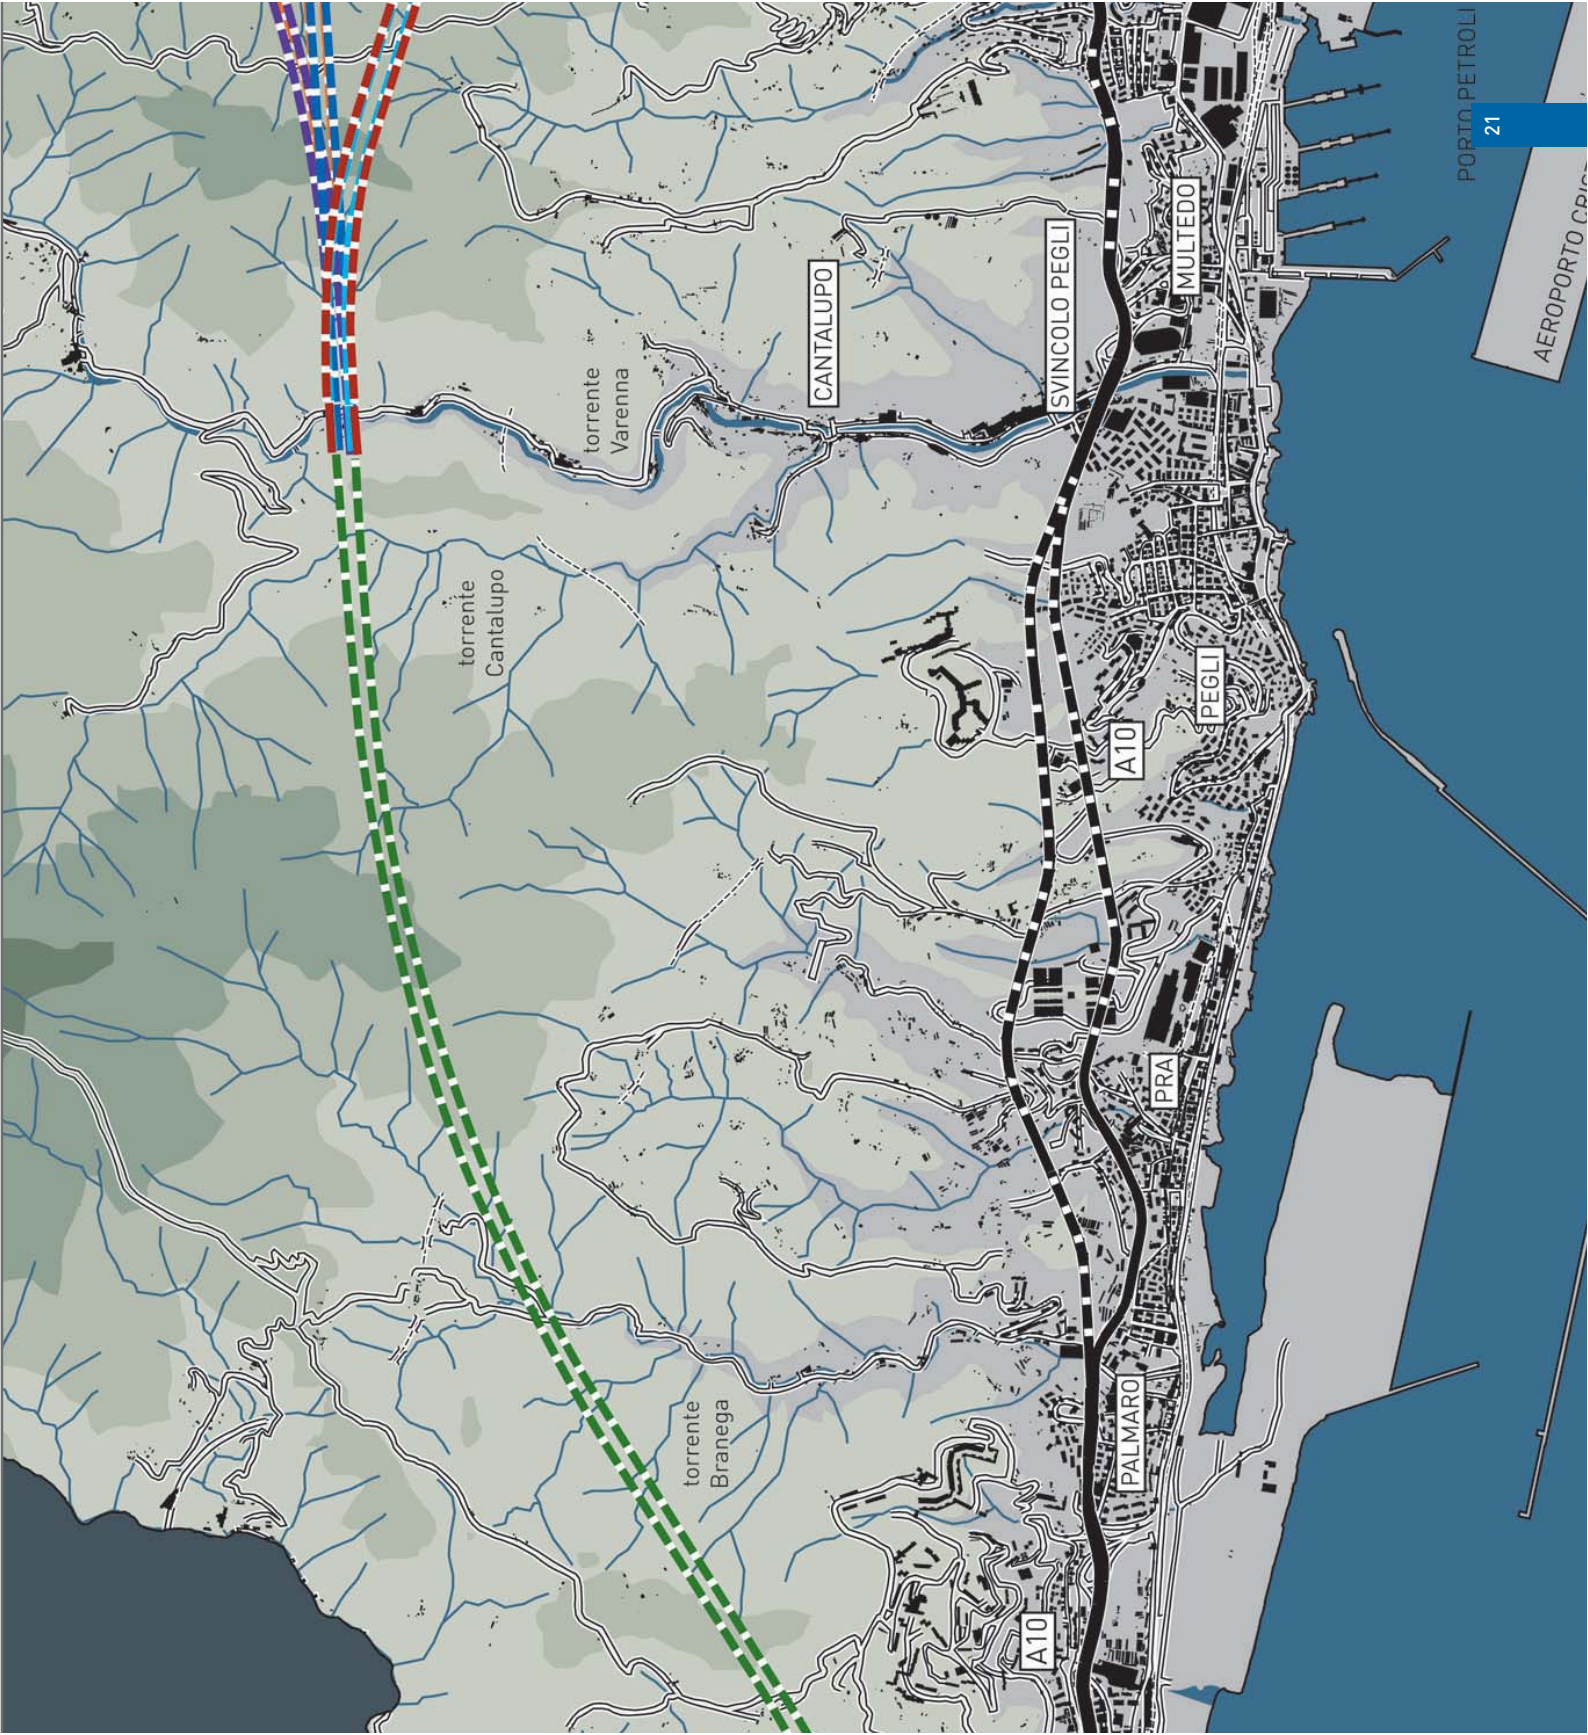 PORTO PETROLI
21
AEROPORTO CRIST
MULTEDO
SVINCOLO PEGLI
CANTALUPO
torrente
Varenna
torrente
Cantalupo
PEGLI
A10
PRA
PALMARO
torrente
Branega
A10